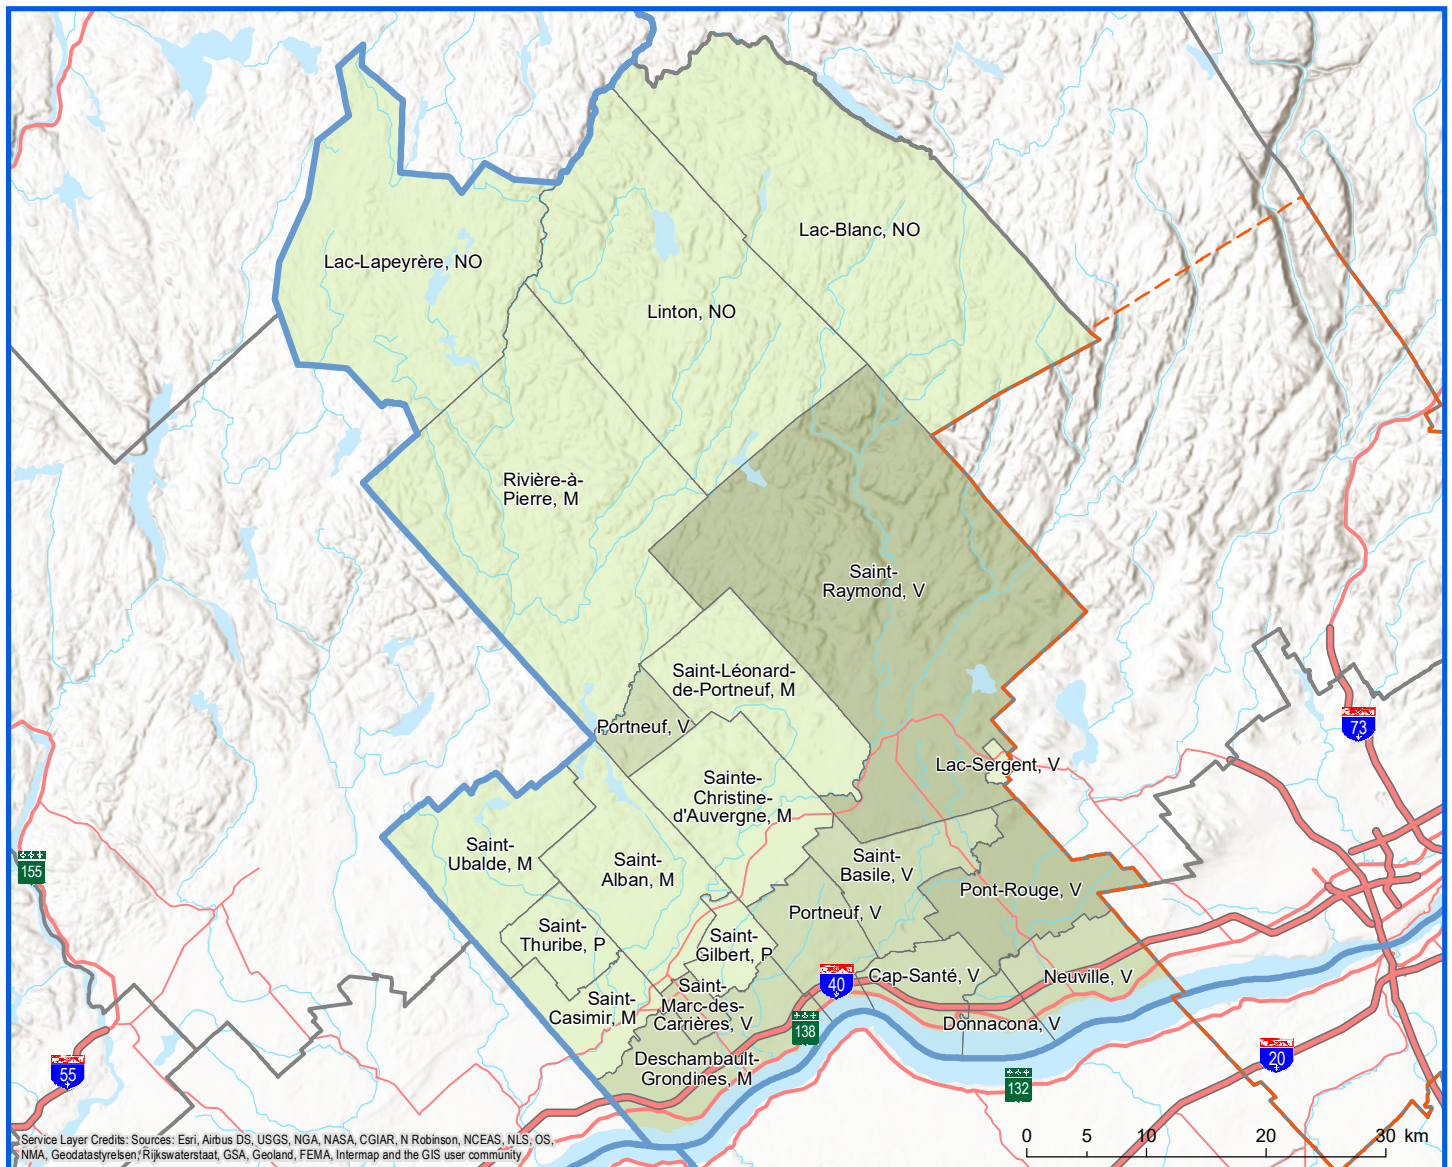 Lac-Blanc, NO
Lac-Lapeyrère, NO
Linton, NO
Rivière-à-
Pierre, M
Saint-
Raymond, V
Saint-Léonard-
de-Portneuf, M
Portneuf, V
73
Lac-Sergent, V
Sainte-
Christine-
d'Auvergne, M
Saint-
Ubalde, M
Saint-
Alban, M
Saint-
Basile, V
155
Pont-Rouge, V
Portneuf, V
Saint-
Thuribe, P
Saint-
Gilbert, P
Cap-Santé, V
Neuville, V
40
Saint-
Casimir, M
Saint-
Marc-des-
Carrières, V
138
Donnacona, V
Deschambault-
Grondines, M
55
20
132
Service Layer Credits: Sources: Esri, Airbus DS, USGS, NGA, NASA, CGIAR, N Robinson, NCEAS, NLS, OS,
NMA, Geodatastyrelsen, Rijkswaterstaat, GSA, Geoland, FEMA, Intermap and the GIS user community
0 5 10 20 30 km